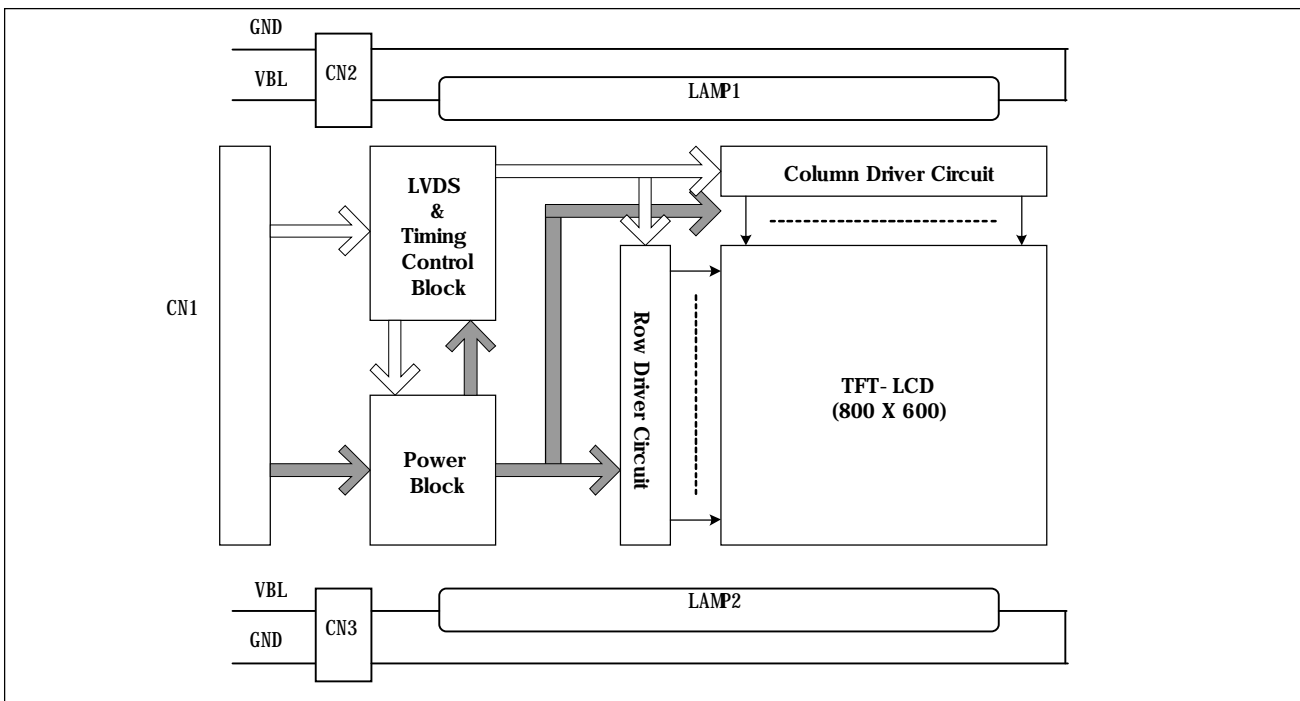 GND
CN2
VBL
LAMP1
LVDS
&
Timing
Control
Block
Column Driver Circuit
CN1
Row Driver Circuit
TFT- LCD
(800 X 600)
Power
Block
VBL
LAMP2
CN3
GND